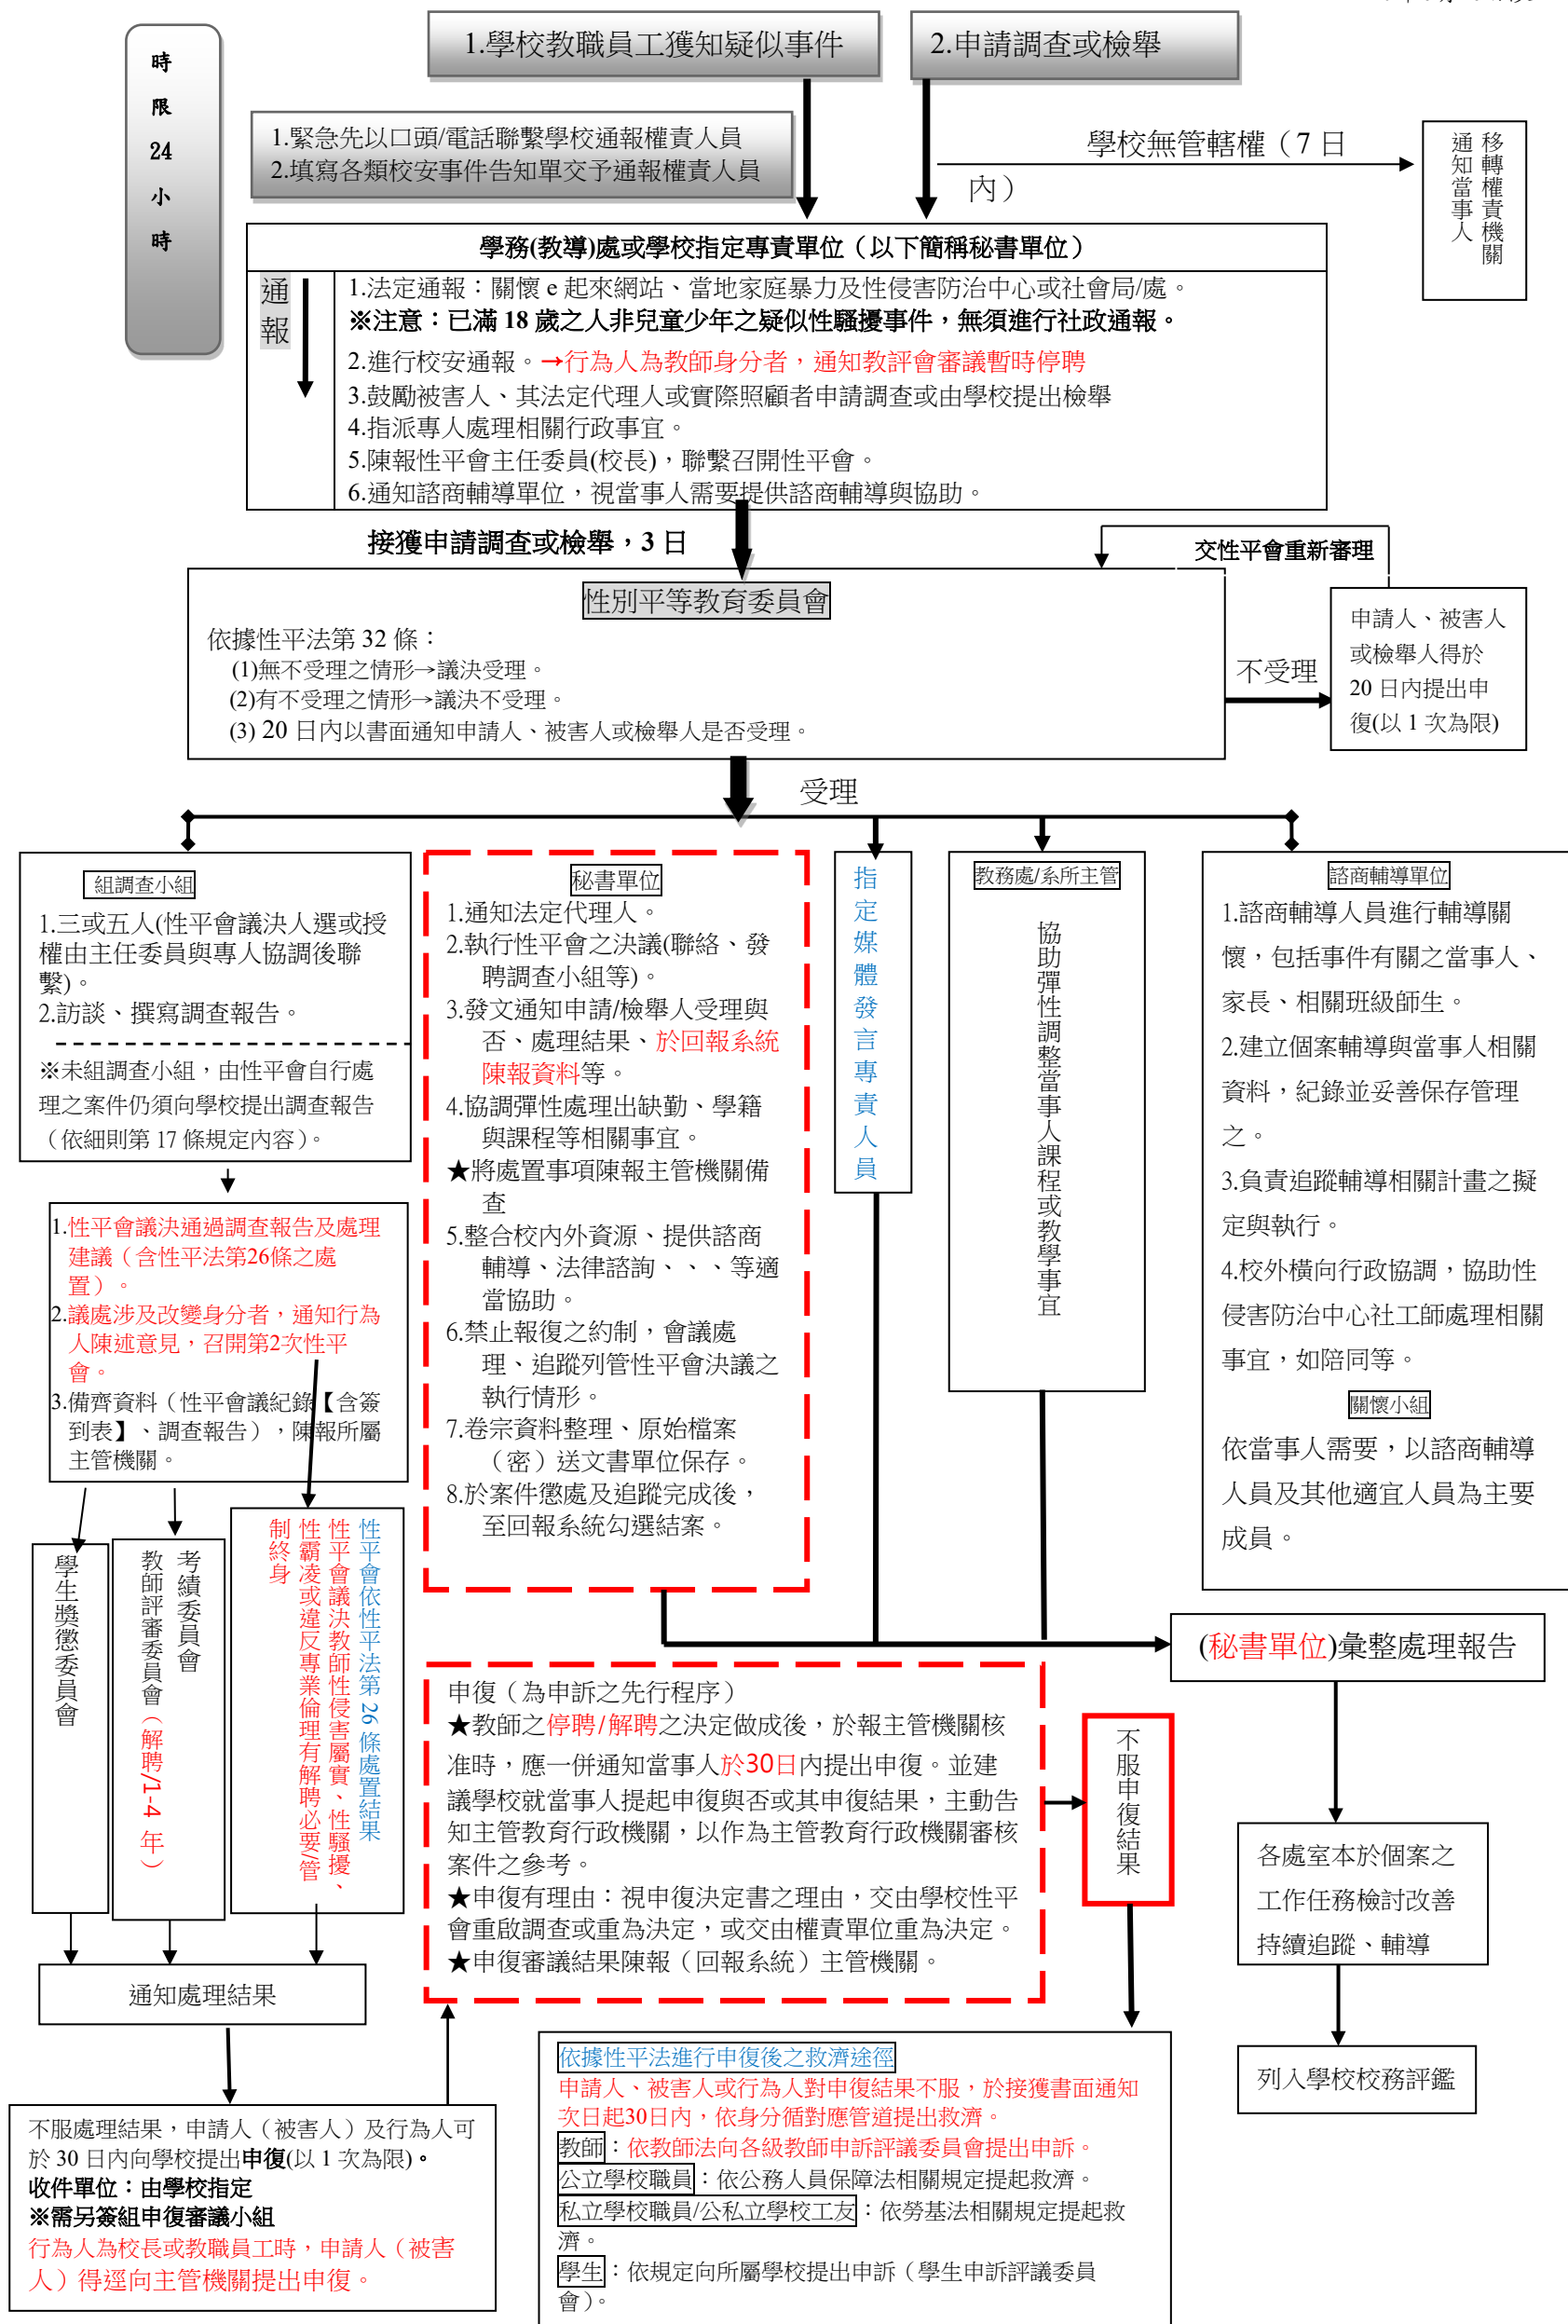 時
限
24
小
時
1.學校教職員工獲知疑似事件
2.申請調查或檢舉
1.緊急先以口頭/電話聯繫學校通報權責人員
2.填寫各類校安事件告知單交予通報權責人員
學校無管轄權（7 日
內）
移轉權責機關
通知當事人
學務(教導)處或學校指定專責單位（以下簡稱秘書單位）
通
報
1.法定通報：關懷 e 起來網站、當地家庭暴力及性侵害防治中心或社會局/處。
※注意：已滿 18 歲之人非兒童少年之疑似性騷擾事件，無須進行社政通報。
2.進行校安通報。→行為人為教師身分者，通知教評會審議暫時停聘
3.鼓勵被害人、其法定代理人或實際照顧者申請調查或由學校提出檢舉
4.指派專人處理相關行政事宜。
5.陳報性平會主任委員(校長)，聯繫召開性平會。
6.通知諮商輔導單位，視當事人需要提供諮商輔導與協助。
接獲申請調查或檢舉，3 日
交性平會重新審理
性別平等教育委員會
依據性平法第 32 條：
(1)無不受理之情形→議決受理。
(2)有不受理之情形→議決不受理。
(3) 20 日內以書面通知申請人、被害人或檢舉人是否受理。
不受理
申請人、被害人
或檢舉人得於
20 日內提出申
復(以 1 次為限)
受理
組調查小組
1.三或五人(性平會議決人選或授
權由主任委員與專人協調後聯
繫)。
2.訪談、撰寫調查報告。
※未組調查小組，由性平會自行處
理之案件仍須向學校提出調查報告
（依細則第 17 條規定內容）。
1.性平會議決通過調查報告及處理
建議（含性平法第26條之處
置）。
2.議處涉及改變身分者，通知行為
人陳述意見，召開第2次性平
會。
3.備齊資料（性平會議紀錄【含簽
到表】、調查報告），陳報所屬
主管機關。
學生獎懲委員會
考績委員會
教師評審委員會（解聘/1-4 年）
性平會依性平法第 26 條處置結果
性平會議決教師性侵害屬實、性騷擾、
性霸凌或違反專業倫理有解聘必要/管
制終身
通知處理結果
不服處理結果，申請人（被害人）及行為人可
於 30 日內向學校提出申復(以 1 次為限)。
收件單位：由學校指定
※需另簽組申復審議小組
行為人為校長或教職員工時，申請人（被害
人）得逕向主管機關提出申復。
秘書單位
1.通知法定代理人。
2.執行性平會之決議(聯絡、發
聘調查小組等)。
3.發文通知申請/檢舉人受理與
否、處理結果、於回報系統
陳報資料等。
4.協調彈性處理出缺勤、學籍
與課程等相關事宜。
★將處置事項陳報主管機關備
查
5.整合校內外資源、提供諮商
輔導、法律諮詢、、、等適
當協助。
6.禁止報復之約制，會議處
理、追蹤列管性平會決議之
執行情形。
7.卷宗資料整理、原始檔案
（密）送文書單位保存。
8.於案件懲處及追蹤完成後，
至回報系統勾選結案。
指定媒體發言專責人員
教務處/系所主管
協助彈性調整當事人課程或教學事宜
諮商輔導單位
1.諮商輔導人員進行輔導關
懷，包括事件有關之當事人、
家長、相關班級師生。
2.建立個案輔導與當事人相關
資料，紀錄並妥善保存管理
之。
3.負責追蹤輔導相關計畫之擬
定與執行。
4.校外橫向行政協調，協助性
侵害防治中心社工師處理相關
事宜，如陪同等。
關懷小組
依當事人需要，以諮商輔導
人員及其他適宜人員為主要
成員。
(秘書單位)彙整處理報告
申復（為申訴之先行程序）
★教師之停聘/解聘之決定做成後，於報主管機關核
准時，應一併通知當事人於30日內提出申復。並建
議學校就當事人提起申復與否或其申復結果，主動告
知主管教育行政機關，以作為主管教育行政機關審核
案件之參考。
★申復有理由：視申復決定書之理由，交由學校性平
會重啟調查或重為決定，或交由權責單位重為決定。
★申復審議結果陳報（回報系統）主管機關。
不服申復結果
各處室本於個案之
工作任務檢討改善
持續追蹤、輔導
列入學校校務評鑑
依據性平法進行申復後之救濟途徑
申請人、被害人或行為人對申復結果不服，於接獲書面通知
次日起30日內，依身分循對應管道提出救濟。
教師：依教師法向各級教師申訴評議委員會提出申訴。
公立學校職員：依公務人員保障法相關規定提起救濟。
私立學校職員/公私立學校工友：依勞基法相關規定提起救
濟。
學生：依規定向所屬學校提出申訴（學生申訴評議委員
會）。